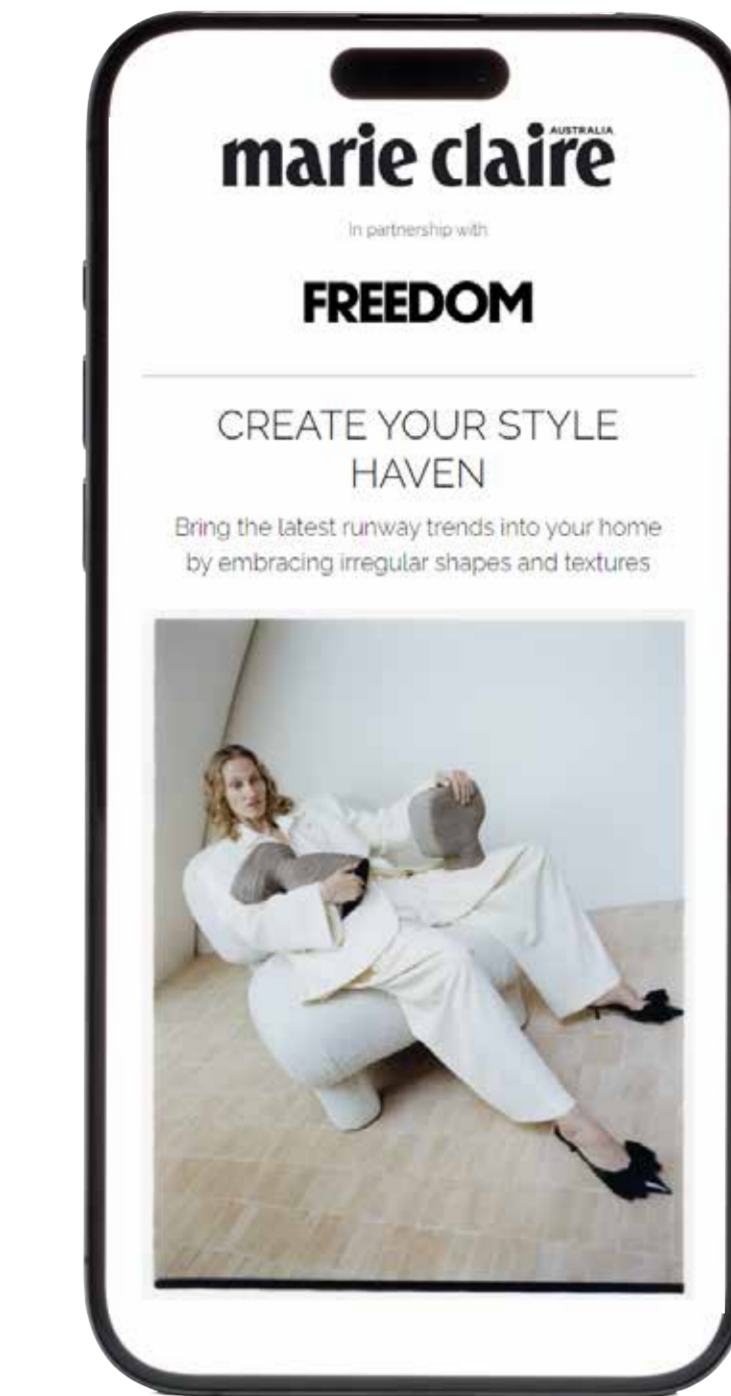 marie claire
AUSTRALIA
In partnership with
FREEDOM
CREATE YOUR STYLE
HAVEN
Bring the latest runway trends into your home
by embracing irregular shapes and textures